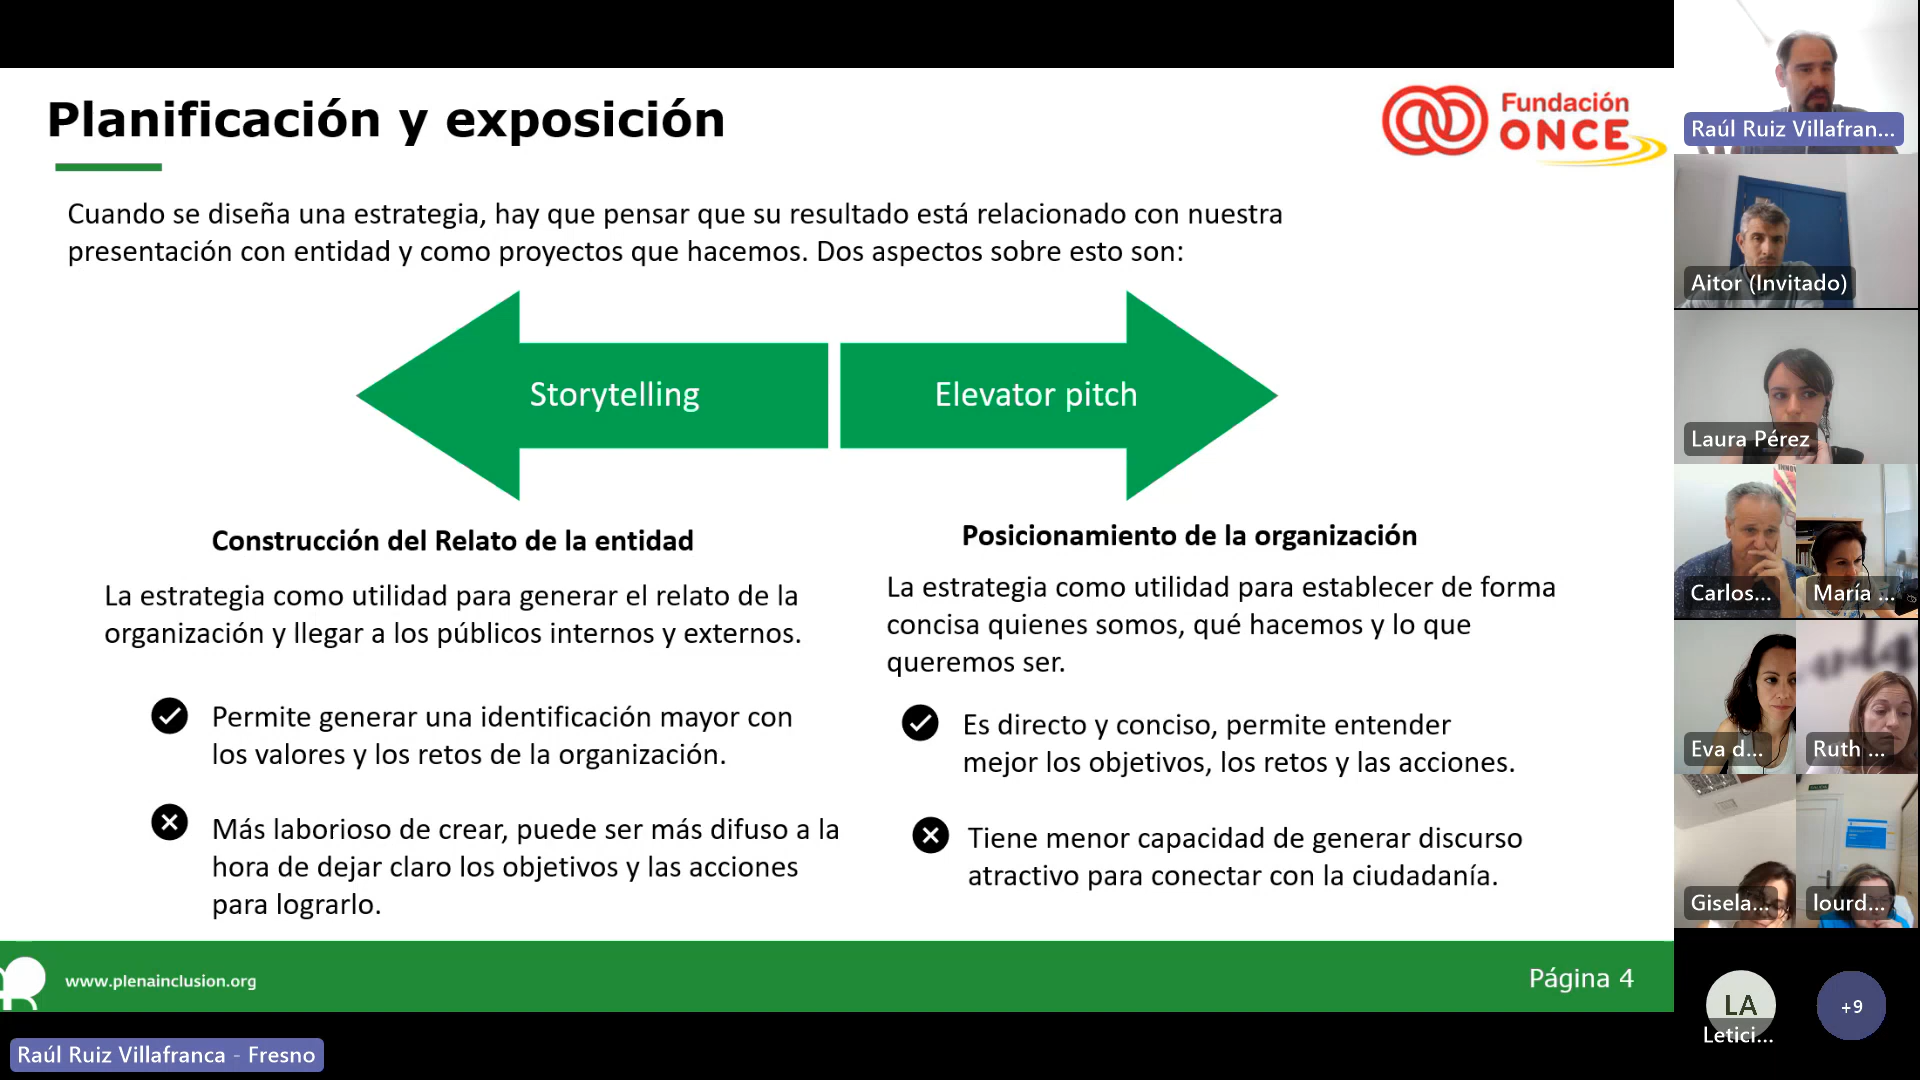 Planificación y exposición
Fundación
ONCE
Cuando se diseña una estrategia, hay que pensar que su resultado está relacionado con nuestra
presentación con entidad y como proyectos que hacemos. Dos aspectos sobre esto son:
Storytelling
Elevator pitch
Construcción del Relato de la entidad
La estrategia como utilidad para generar el relato de la
organización y llegar a los públicos internos y externos.
Permite generar una identificación mayor con
los valores y los retos de la organización.
Más laborioso de crear, puede ser más difuso a la
hora de dejar claro los objetivos y las acciones
para lograrlo.
Posicionamiento de la organización
La estrategia como utilidad para establecer de forma
concisa quienes somos, qué hacemos y lo que
queremos ser.
Es directo y conciso, permite entender
mejor los objetivos, los retos y las acciones.
Tiene menor capacidad de generar discurso
atractivo para conectar con la ciudadanía.
www.plenainclusion.org
Página 4
Raúl Ruiz Villafranca - Fresno
Raúl Ruiz Villafran...
Aitor (Invitado)
Laura Pérez
Carlos...
María ...
Eva d...
Ruth ...
Gisela...
lourd...
LA
Letici...
+9